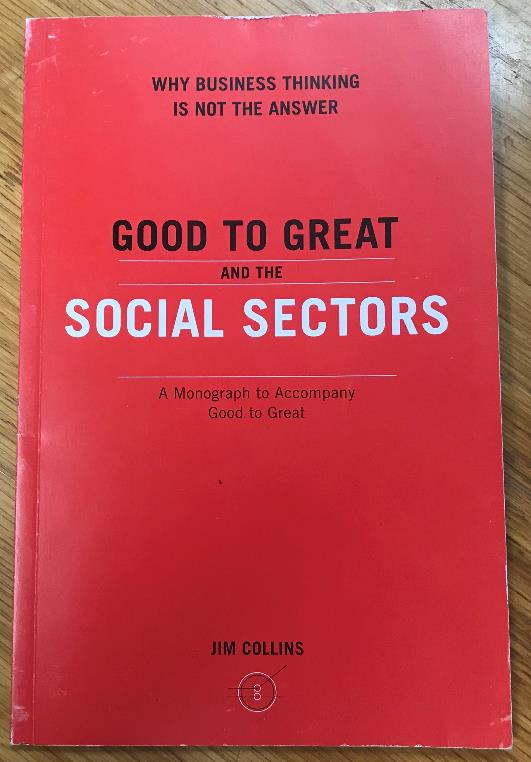 WHY BUSINESS THINKING
IS NOT THE ANSWER
GOOD TO GREAT
AND THE
SOCIAL SECTORS
A Monograph to Accompany
Good to Great
JIM COLLINS